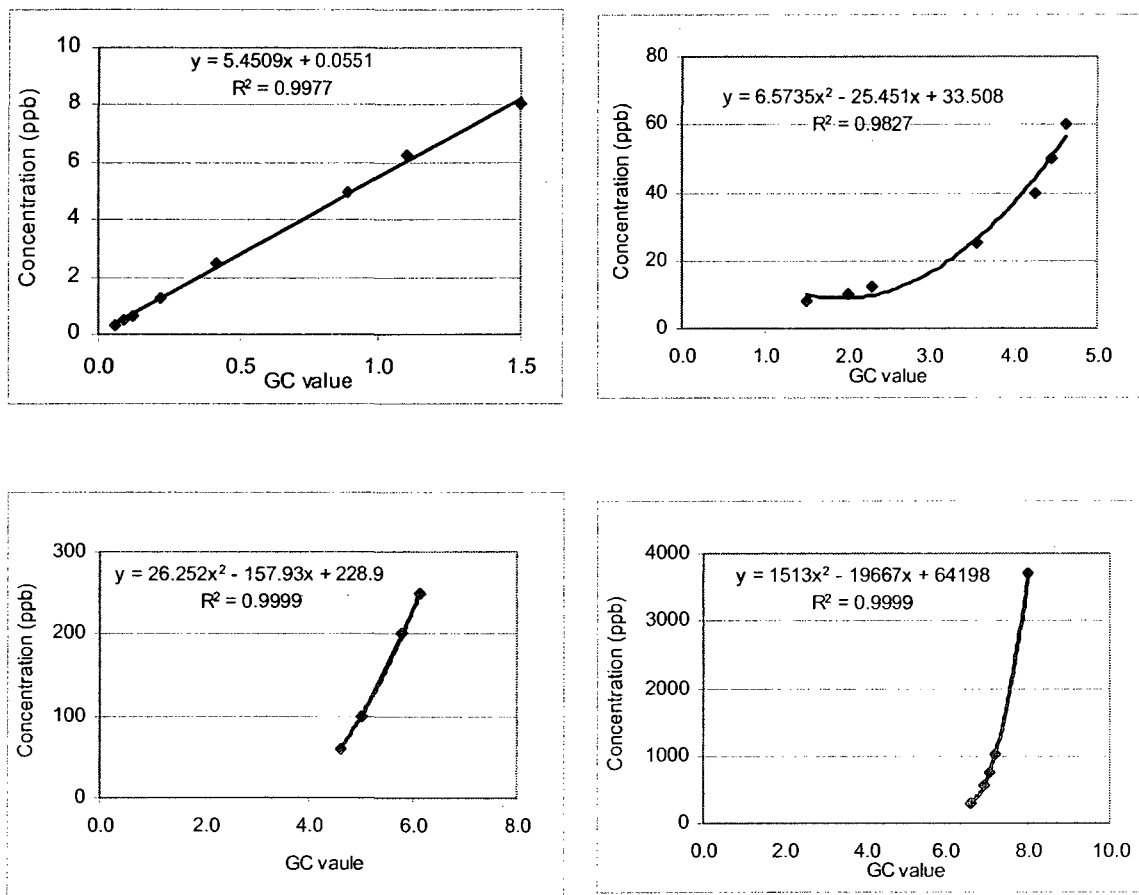 y = 5.4509x + 0.0551
R² = 0.9977
Concentration (ppb)
10
8
6
4
2
0
0.0 0.5 1.0 1.5
GC value
y = 6.5735x² - 25.451x + 33.508
R² = 0.9827
Concentration (ppb)
80
60
40
20
0
0.0 1.0 2.0 3.0 4.0 5.0
GC value
y = 26.252x² - 157.93x + 228.9
R² = 0.9999
Concentration (ppb)
300
200
100
0
0.0 2.0 4.0 6.0 8.0
GC vaule
y = 1513x² - 19667x + 64198
R² = 0.9999
Concentration (ppb)
4000
3000
2000
1000
0
0.0 2.0 4.0 6.0 8.0 10.0
GC value